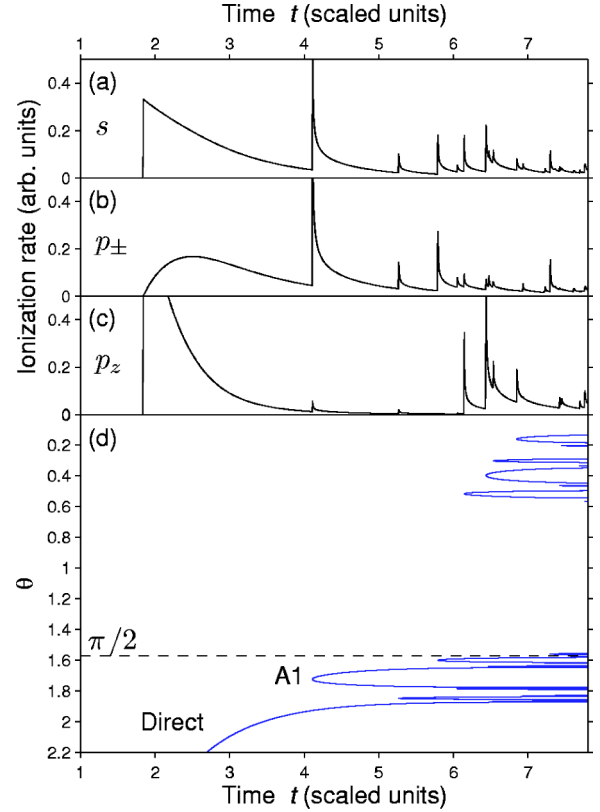 Time t (scaled units)
1 2 3 4 5 6 7
Ionization rate (arb. units)
(a)
s
0.4
0.2
0
(b)
p±
0.4
0.2
0
(c)
pz
0.4
0.2
0
(d)
θ
0.2
0.4
0.6
0.8
1
1.2
1.4
π/2
1.6
A1
1.8
Direct
2
2.2
1 2 3 4 5 6 7
Time t (scaled units)